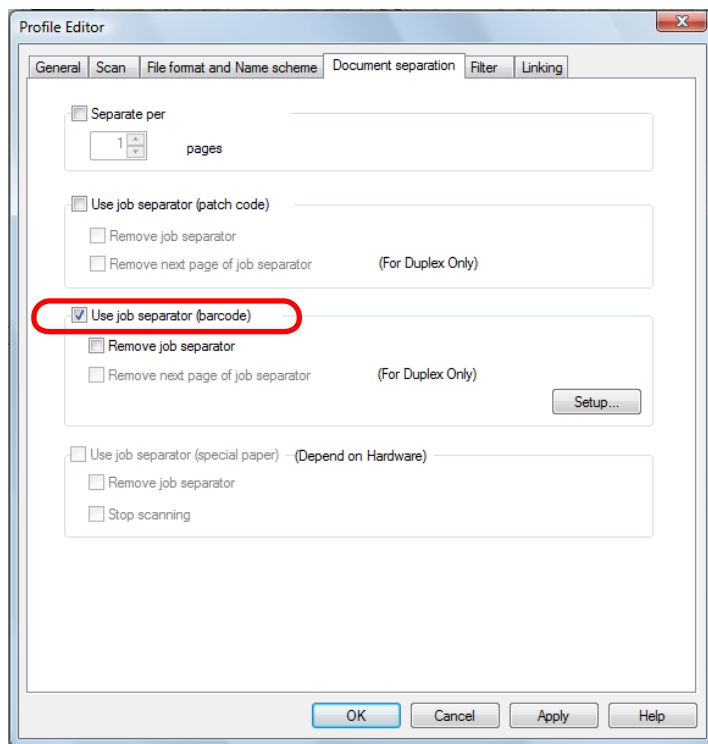 Profile Editor
General Scan File format and Name scheme Document separation Filter Linking
Separate per
1 pages
Use job separator (patch code)
Remove job separator
Remove next page of job separator (For Duplex Only)
Use job separator (barcode)
Remove job separator
Remove next page of job separator (For Duplex Only)
Setup...
Use job separator (special paper) (Depend on Hardware)
Remove job separator
Stop scanning
OK Cancel Apply Help